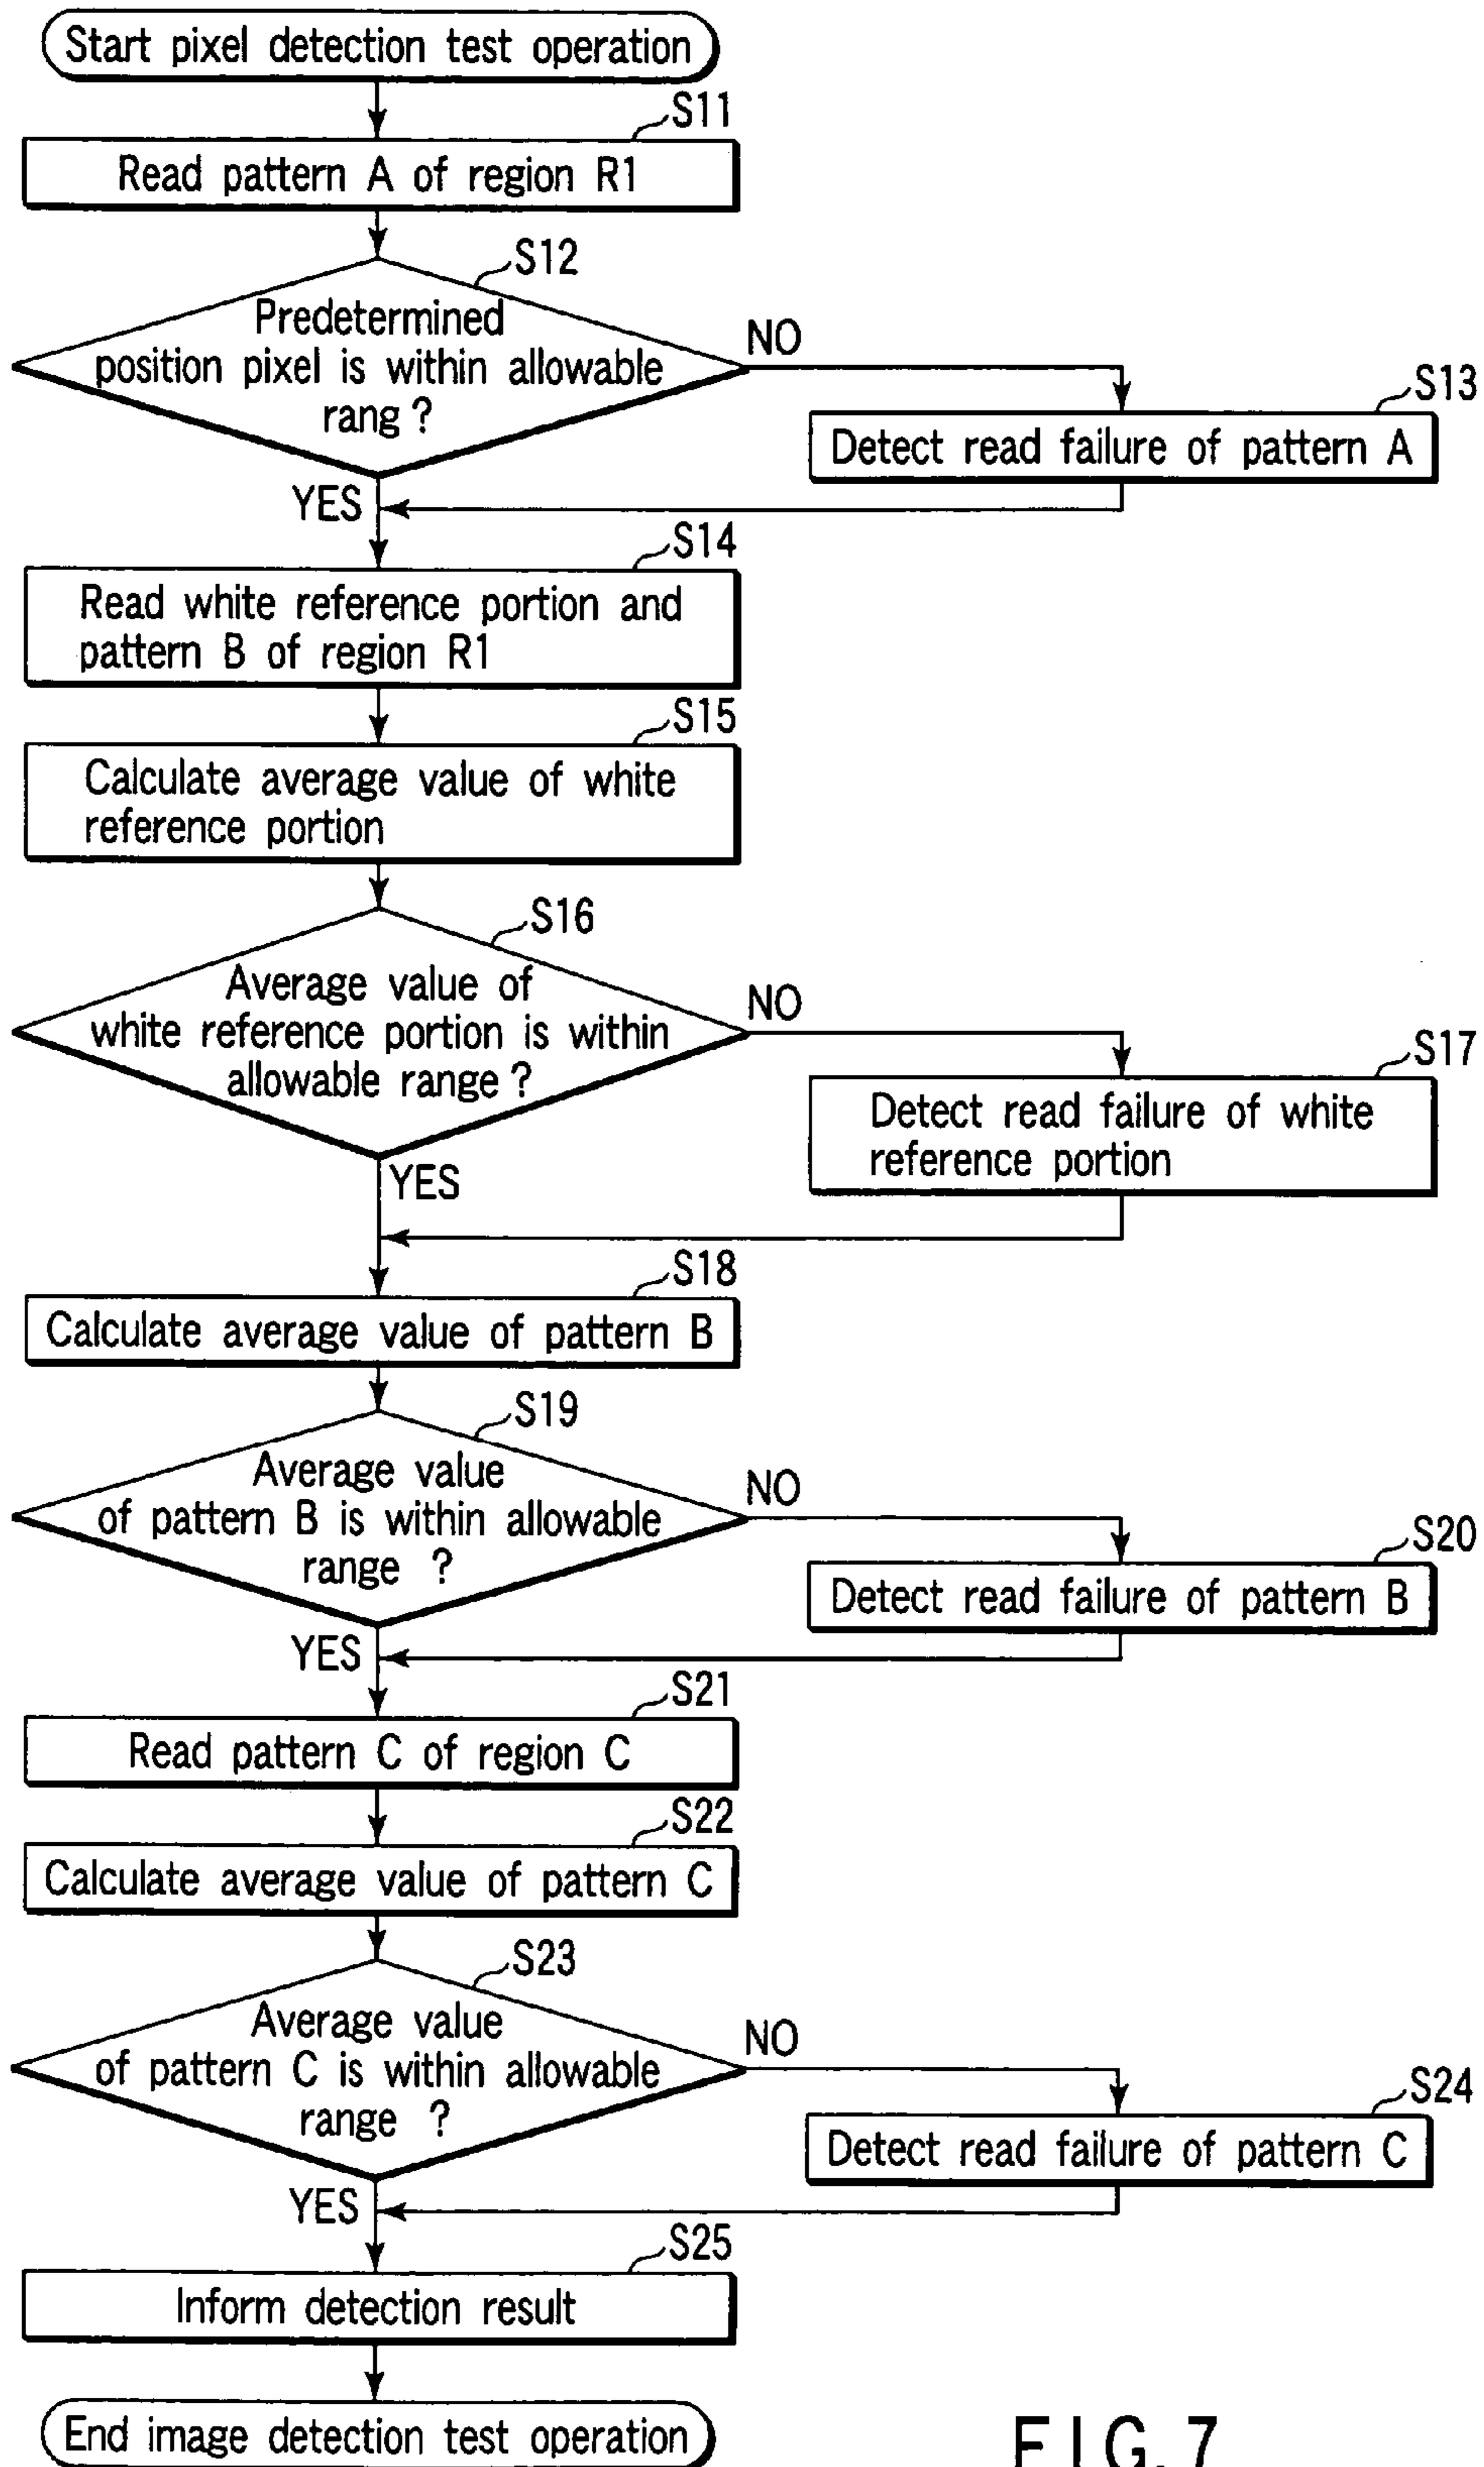 Start pixel detection test operation
S11
Read pattern A of region R1
S12
Predetermined
position pixel is within allowable
rang ?
NO
S13
Detect read failure of pattern A
YES
S14
Read white reference portion and
pattern B of region R1
S15
Calculate average value of white
reference portion
S16
Average value of
white reference portion is within
allowable range ?
NO
S17
Detect read failure of white
reference portion
YES
S18
Calculate average value of pattern B
S19
Average value
of pattern B is within allowable
range ?
NO
S20
Detect read failure of pattern B
YES
S21
Read pattern C of region C
S22
Calculate average value of pattern C
S23
Average value
of pattern C is within allowable
range ?
NO
S24
Detect read failure of pattern C
YES
S25
Inform detection result
End image detection test operation
FIG. 7